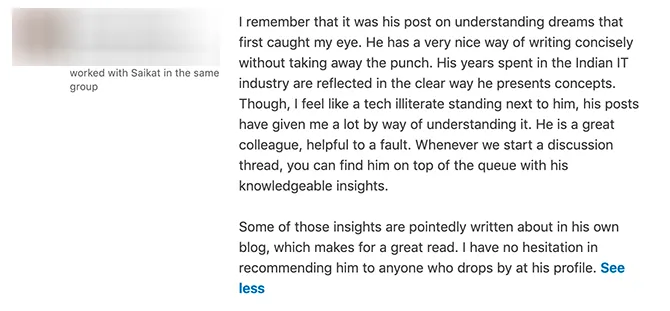 worked with Saikat in the same
group
I remember that it was his post on understanding dreams that
first caught my eye. He has a very nice way of writing concisely
without taking away the punch. His years spent in the Indian IT
industry are reflected in the clear way he presents concepts.
Though, I feel like a tech illiterate standing next to him, his posts
have given me a lot by way of understanding it. He is a great
colleague, helpful to a fault. Whenever we start a discussion
thread, you can find him on top of the queue with his
knowledgeable insights.
Some of those insights are pointedly written about in his own
blog, which makes for a great read. I have no hesitation in
recommending him to anyone who drops by at his profile. See
less